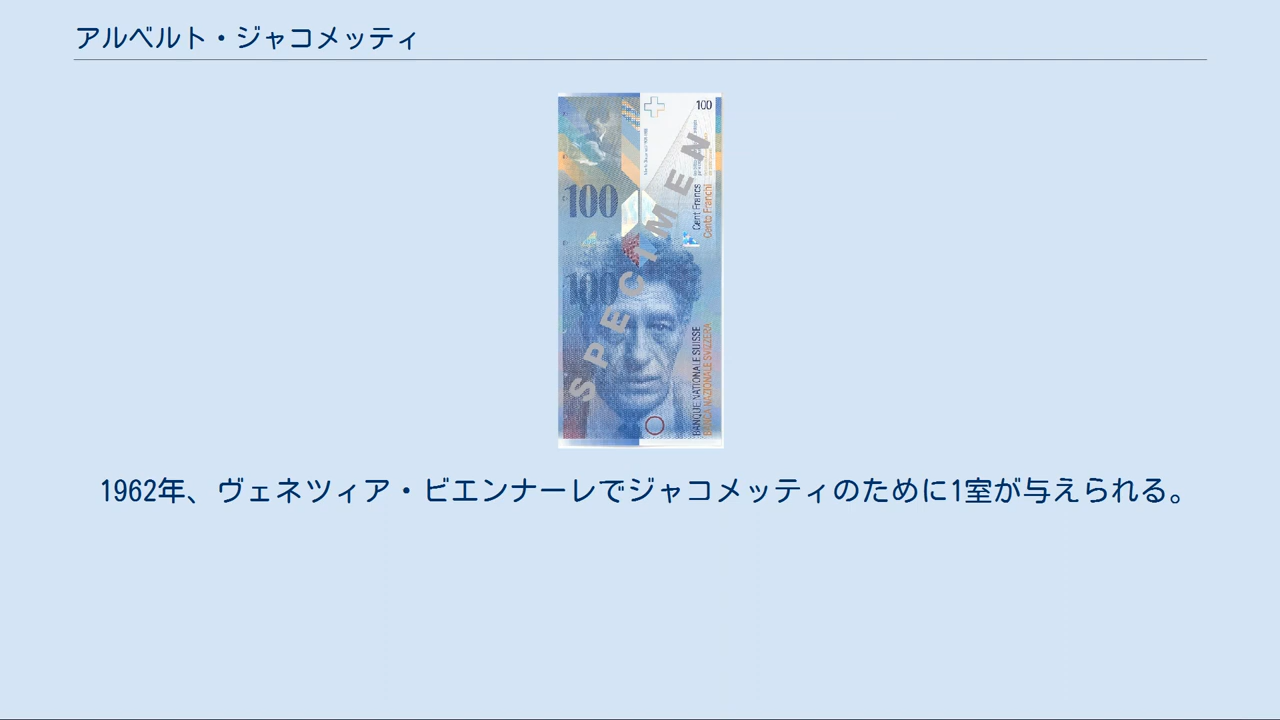 アルベルト・ジャコメッティ
100
100
100
SPECIMEN
Cent Francs
Cento Franchi
BANQUE NATIONALE SUISSE
BANCA NAZIONALE SVIZZERA
1962年、ヴェネツィア・ビエンナーレでジャコメッティのために1室が与えられる。